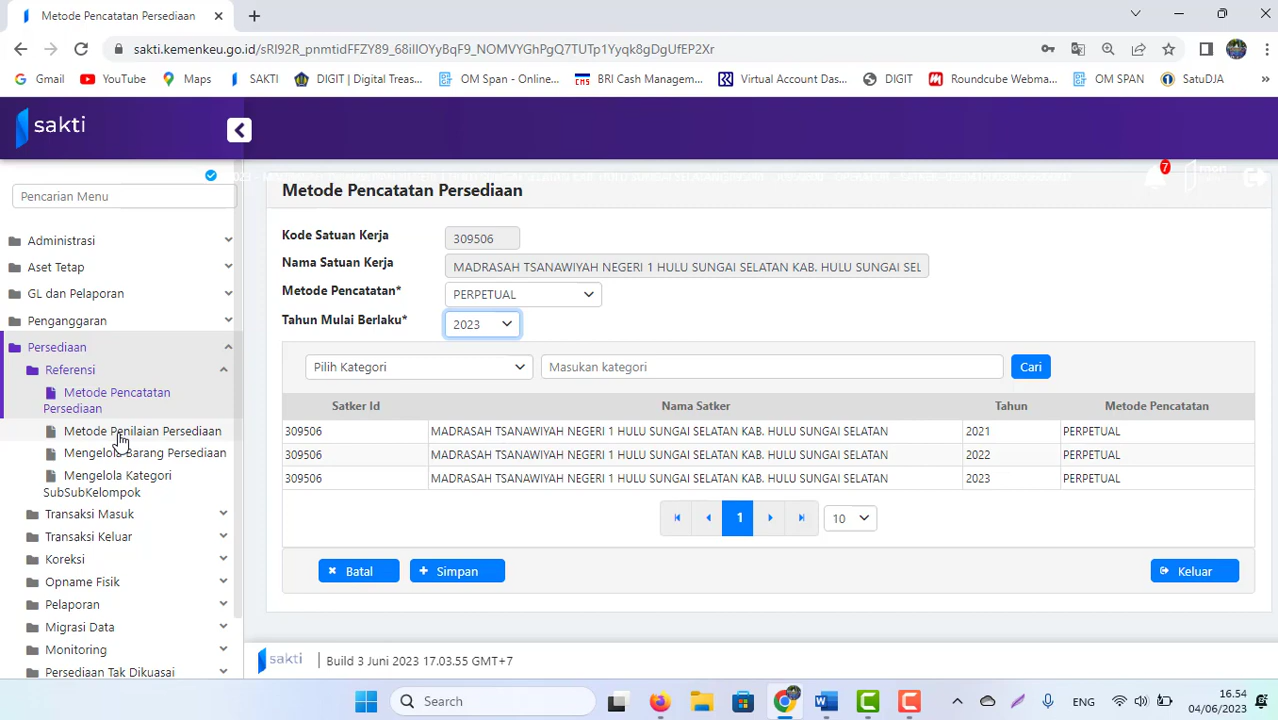 Metode Pencatatan Persediaan
sakti.kemenkeu.go.id/sRI92R_pnmtidFFZY89_68iIlOYyBqF9_NOMVYGhPgQ7TUTp1Yyqk8gDgUfEP2Xr
Gmail YouTube Maps SAKTI DIGIT | Digital Treas... OM Span - Online... BRI Cash Managem... Virtual Account Das... DIGIT Roundcube Webma... OM SPAN SatuDJA
sakti
7
Pencarian Menu
Administrasi
Aset Tetap
GL dan Pelaporan
Penganggaran
Persediaan
Referensi
Metode Pencatatan
Persediaan
Metode Penilaian Persediaan
Mengelola Barang Persediaan
Mengelola Kategori
SubSubKelompok
Transaksi Masuk
Transaksi Keluar
Koreksi
Opname Fisik
Pelaporan
Migrasi Data
Monitoring
Persediaan Tak Dikuasai
Metode Pencatatan Persediaan
Kode Satuan Kerja 309506
Nama Satuan Kerja MADRASAH TSANAWIYAH NEGERI 1 HULU SUNGAI SELATAN KAB. HULU SUNGAI SEL
Metode Pencatatan* PERPETUAL
Tahun Mulai Berlaku* 2023
Pilih Kategori Masukan kategori Cari
Satker Id Nama Satker Tahun Metode Pencatatan
309506 MADRASAH TSANAWIYAH NEGERI 1 HULU SUNGAI SELATAN KAB. HULU SUNGAI SELATAN 2021 PERPETUAL
309506 MADRASAH TSANAWIYAH NEGERI 1 HULU SUNGAI SELATAN KAB. HULU SUNGAI SELATAN 2022 PERPETUAL
309506 MADRASAH TSANAWIYAH NEGERI 1 HULU SUNGAI SELATAN KAB. HULU SUNGAI SELATAN 2023 PERPETUAL
1 10
Batal Simpan Keluar
sakti Build 3 Juni 2023 17.03.55 GMT+7
Search
ENG
16.54
04/06/2023